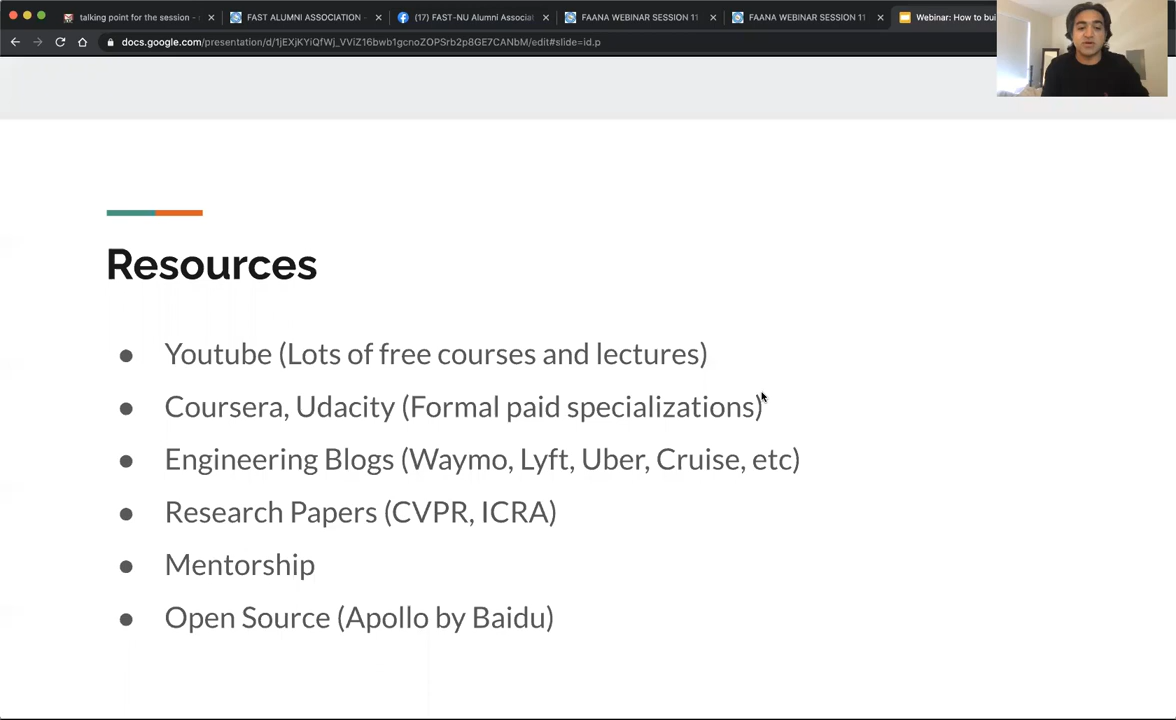 talking point for the session -
FAST ALUMNI ASSOCIATION -
(17) FAST-NU Alumni Associat
FAANA WEBINAR SESSION 11
FAANA WEBINAR SESSION 11
Webinar: How to bui
docs.google.com/presentation/d/1jEXjKYiQfWj_VViZ16bwb1gcnoZOPSrb2p8GE7CANbM/edit#slide=id.p
Resources
● Youtube (Lots of free courses and lectures)
● Coursera, Udacity (Formal paid specializations)
● Engineering Blogs (Waymo, Lyft, Uber, Cruise, etc)
● Research Papers (CVPR, ICRA)
● Mentorship
● Open Source (Apollo by Baidu)